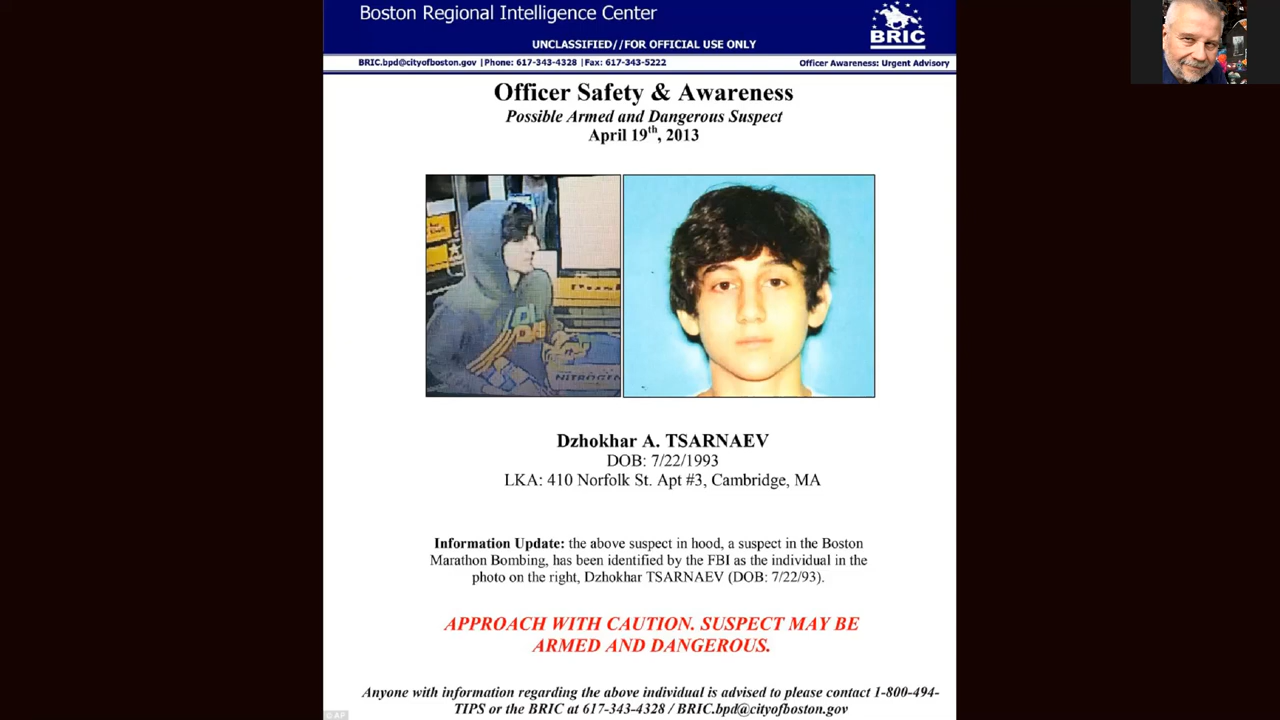 Boston Regional Intelligence Center
BRIC
UNCLASSIFIED//FOR OFFICIAL USE ONLY
BRIC.bpd@cityofboston.gov | Phone: 617-343-4328 | Fax: 617-343-5222
Officer Awareness: Urgent Advisory
Officer Safety & Awareness
Possible Armed and Dangerous Suspect
April 19th, 2013
NITROGEN
Dzhokhar A. TSARNAEV
DOB: 7/22/1993
LKA: 410 Norfolk St. Apt #3, Cambridge, MA
Information Update: the above suspect in hood, a suspect in the Boston
Marathon Bombing, has been identified by the FBI as the individual in the
photo on the right, Dzhokhar TSARNAEV (DOB: 7/22/93).
APPROACH WITH CAUTION. SUSPECT MAY BE
ARMED AND DANGEROUS.
Anyone with information regarding the above individual is advised to please contact 1-800-494-
TIPS or the BRIC at 617-343-4328 / BRIC.bpd@cityofboston.gov
© AP